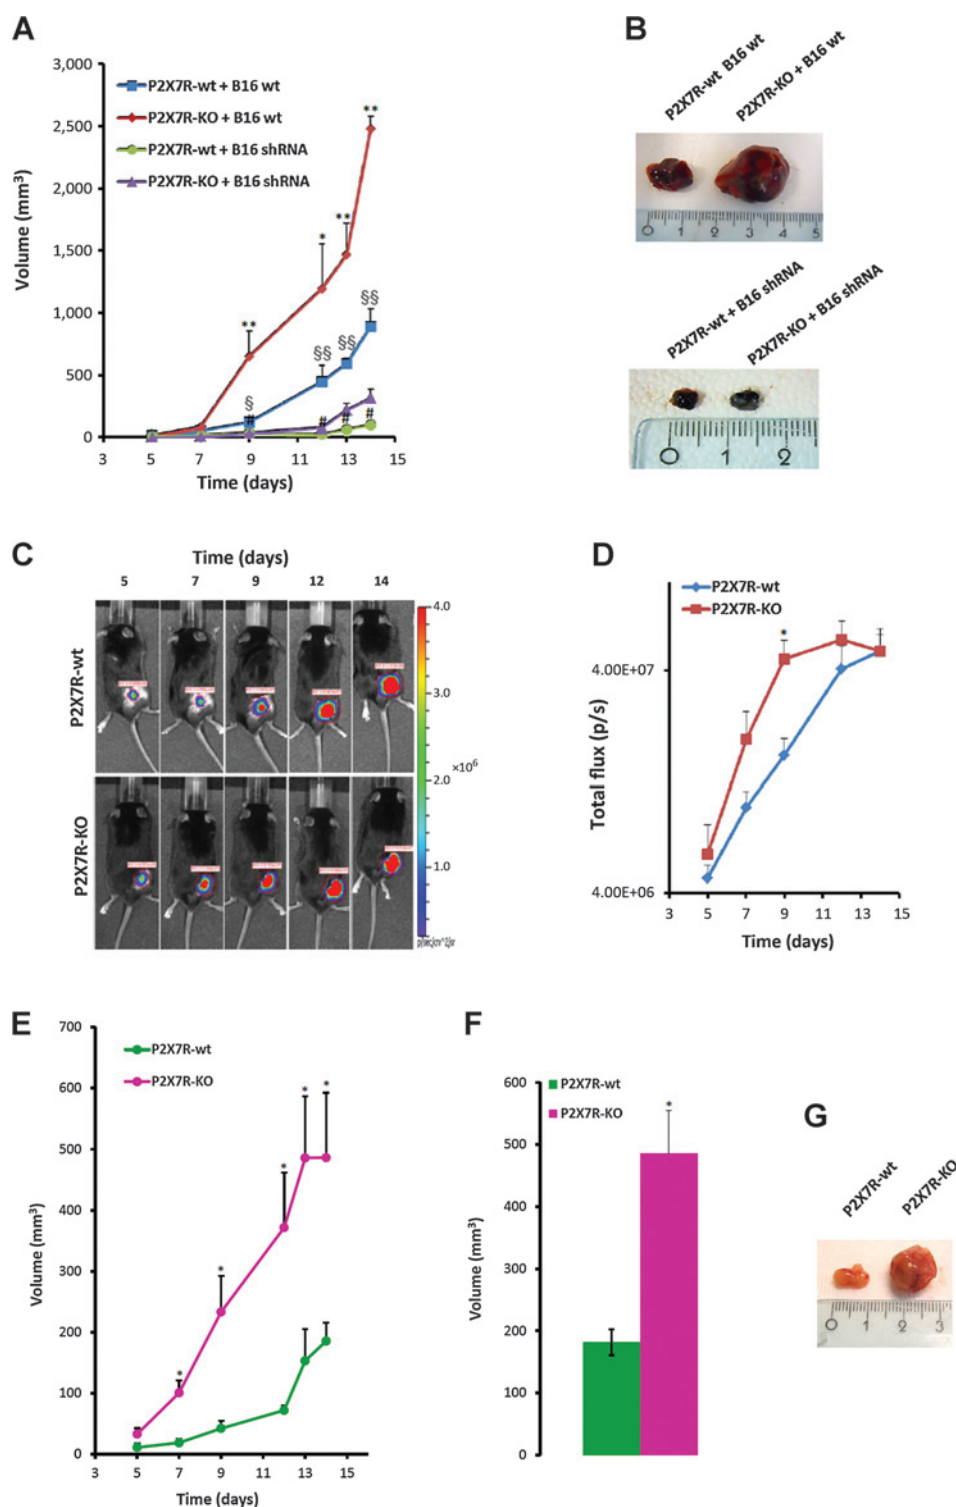 A
3,000
2,500
2,000
1,500
1,000
500
0
Volume (mm³)
P2X7R-wt + B16 wt
P2X7R-KO + B16 wt
P2X7R-wt + B16 shRNA
P2X7R-KO + B16 shRNA
**
*
**
**
§
§§
§§
§§
#
#
#
#
3 5 7 9 11 13 15
Time (days)
B
P2X7R-wt B16 wt
P2X7R-KO + B16 wt
0 1 2 3 4 5
P2X7R-wt + B16 shRNA
P2X7R-KO + B16 shRNA
0 1 2
C
Time (days)
5 7 9 12 14
P2X7R-wt
P2X7R-KO
4.0
3.0
×10⁶
2.0
1.0
D
P2X7R-wt
P2X7R-KO
*
4.00E+07
4.00E+06
Total flux (p/s)
3 5 7 9 11 13 15
Time (days)
E
700
600
500
400
300
200
100
0
Volume (mm³)
P2X7R-wt
P2X7R-KO
*
*
*
*
*
3 5 7 9 11 13 15
Time (days)
F
P2X7R-wt
P2X7R-KO
600
500
400
300
200
100
0
Volume (mm³)
*
G
P2X7R-wt
P2X7R-KO
0 1 2 3